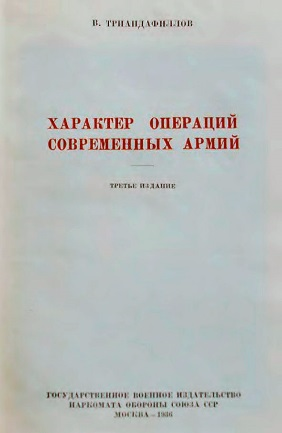 В. ТРИАНДАФИЛЛОВ
ХАРАКТЕР ОПЕРАЦИЙ
СОВРЕМЕННЫХ АРМИЙ
ТРЕТЬЕ ИЗДАНИЕ
ГОСУДАРСТВЕННОЕ ВОЕННОЕ ИЗДАТЕЛЬСТВО
НАРКОМАТА ОБОРОНЫ СОЮЗА ССР
МОСКВА—1936